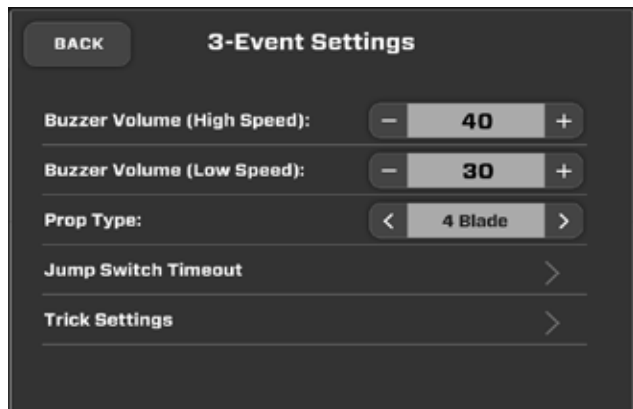 BACK
3-Event Settings
Buzzer Volume (High Speed): − 40 +
Buzzer Volume (Low Speed): − 30 +
Prop Type: < 4 Blade >
Jump Switch Timeout >
Trick Settings >